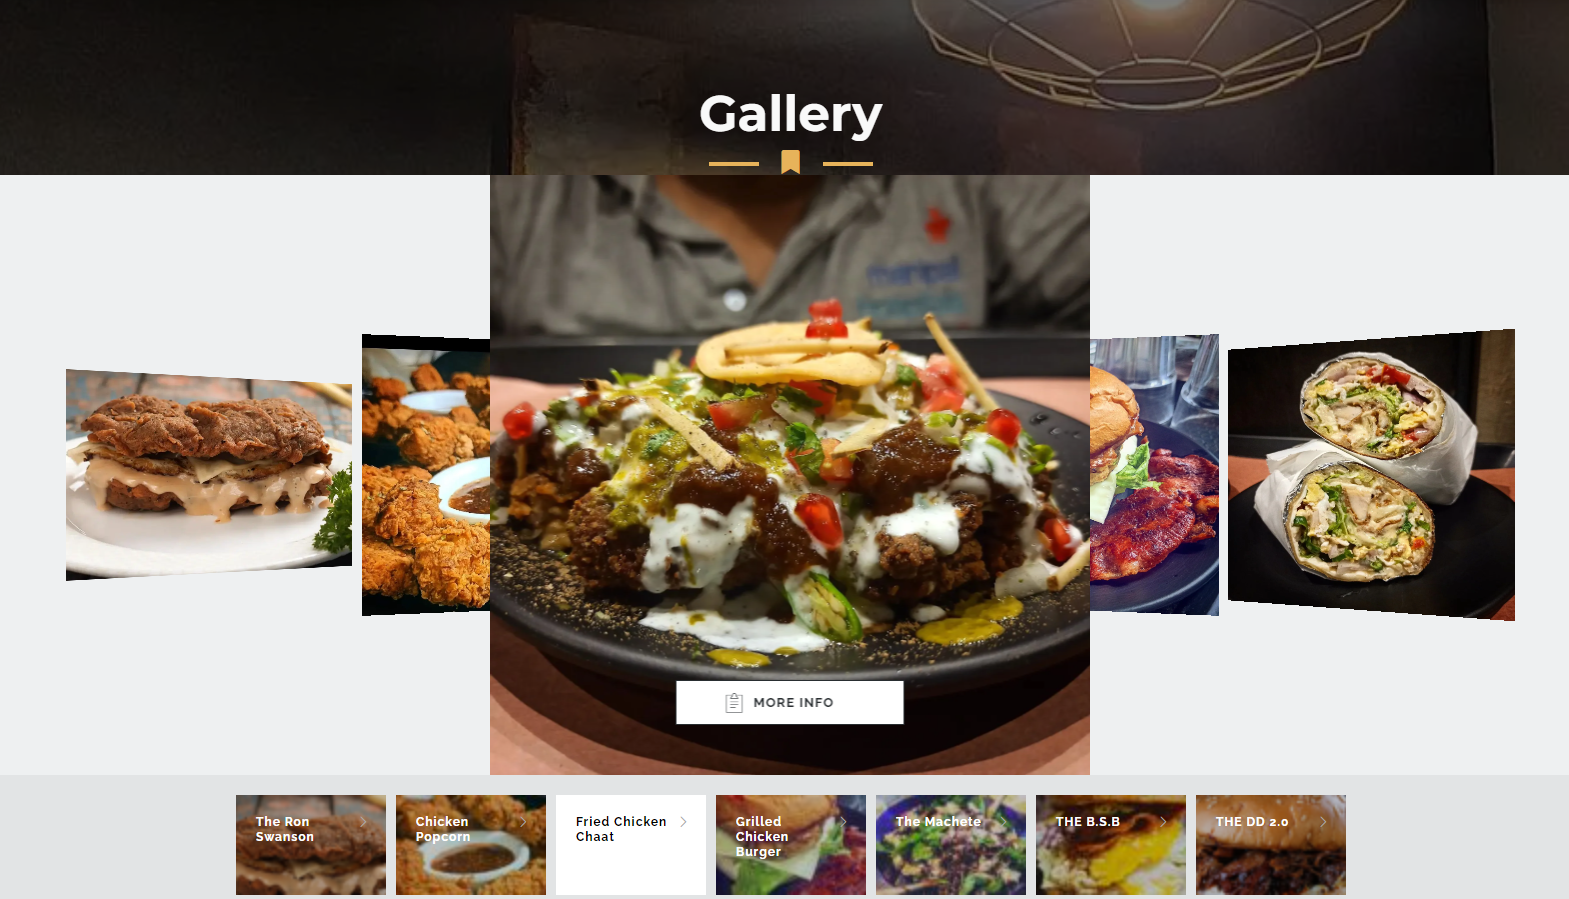 Gallery
MORE INFO
The Ron
Swanson
Chicken
Popcorn
Fried Chicken
Chaat
Grilled
Chicken
Burger
The Machete
THE B.S.B
THE DD 2.0